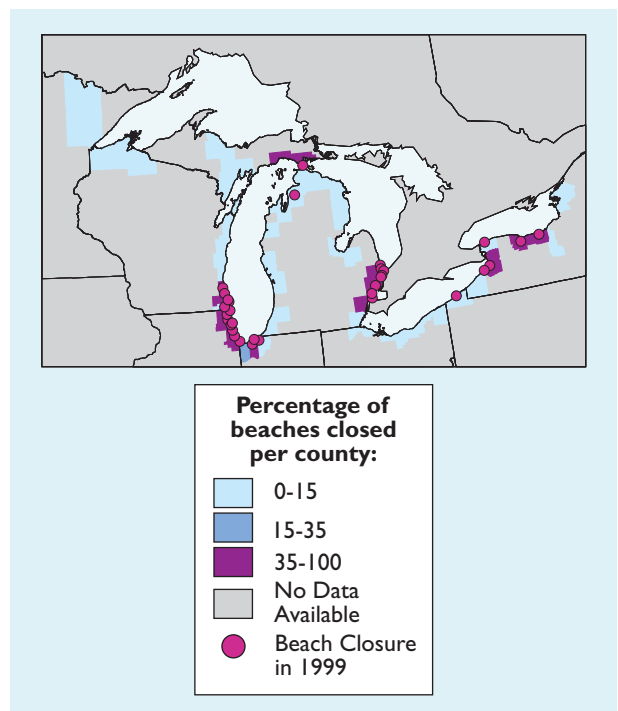 Percentage of
beaches closed
per county:
0-15
15-35
35-100
No Data
Available
Beach Closure
in 1999